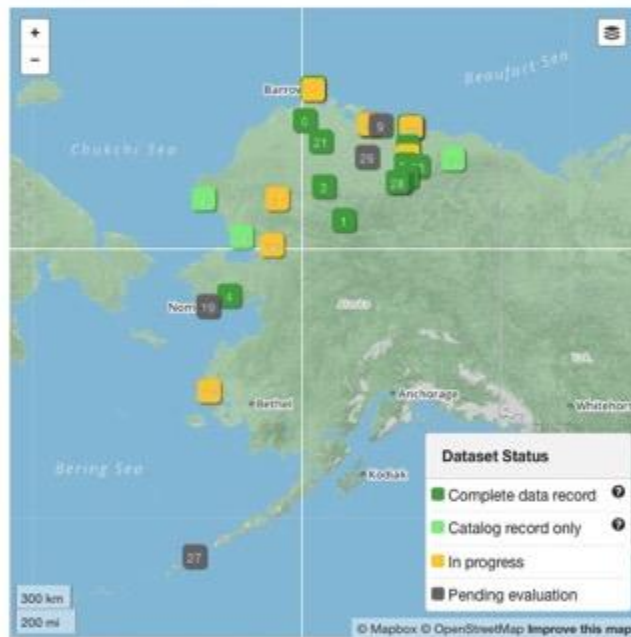 +
−
Beaufort Sea
Barrow
6
9
21
Chukchi Sea
29
28
3
1
4
19
Alaska
Anchorage
Whitehorse
Bethel
Kodiak
Bering Sea
27
Dataset Status
Complete data record ?
Catalog record only ?
In progress
Pending evaluation
300 km
200 mi
© Mapbox © OpenStreetMap Improve this map